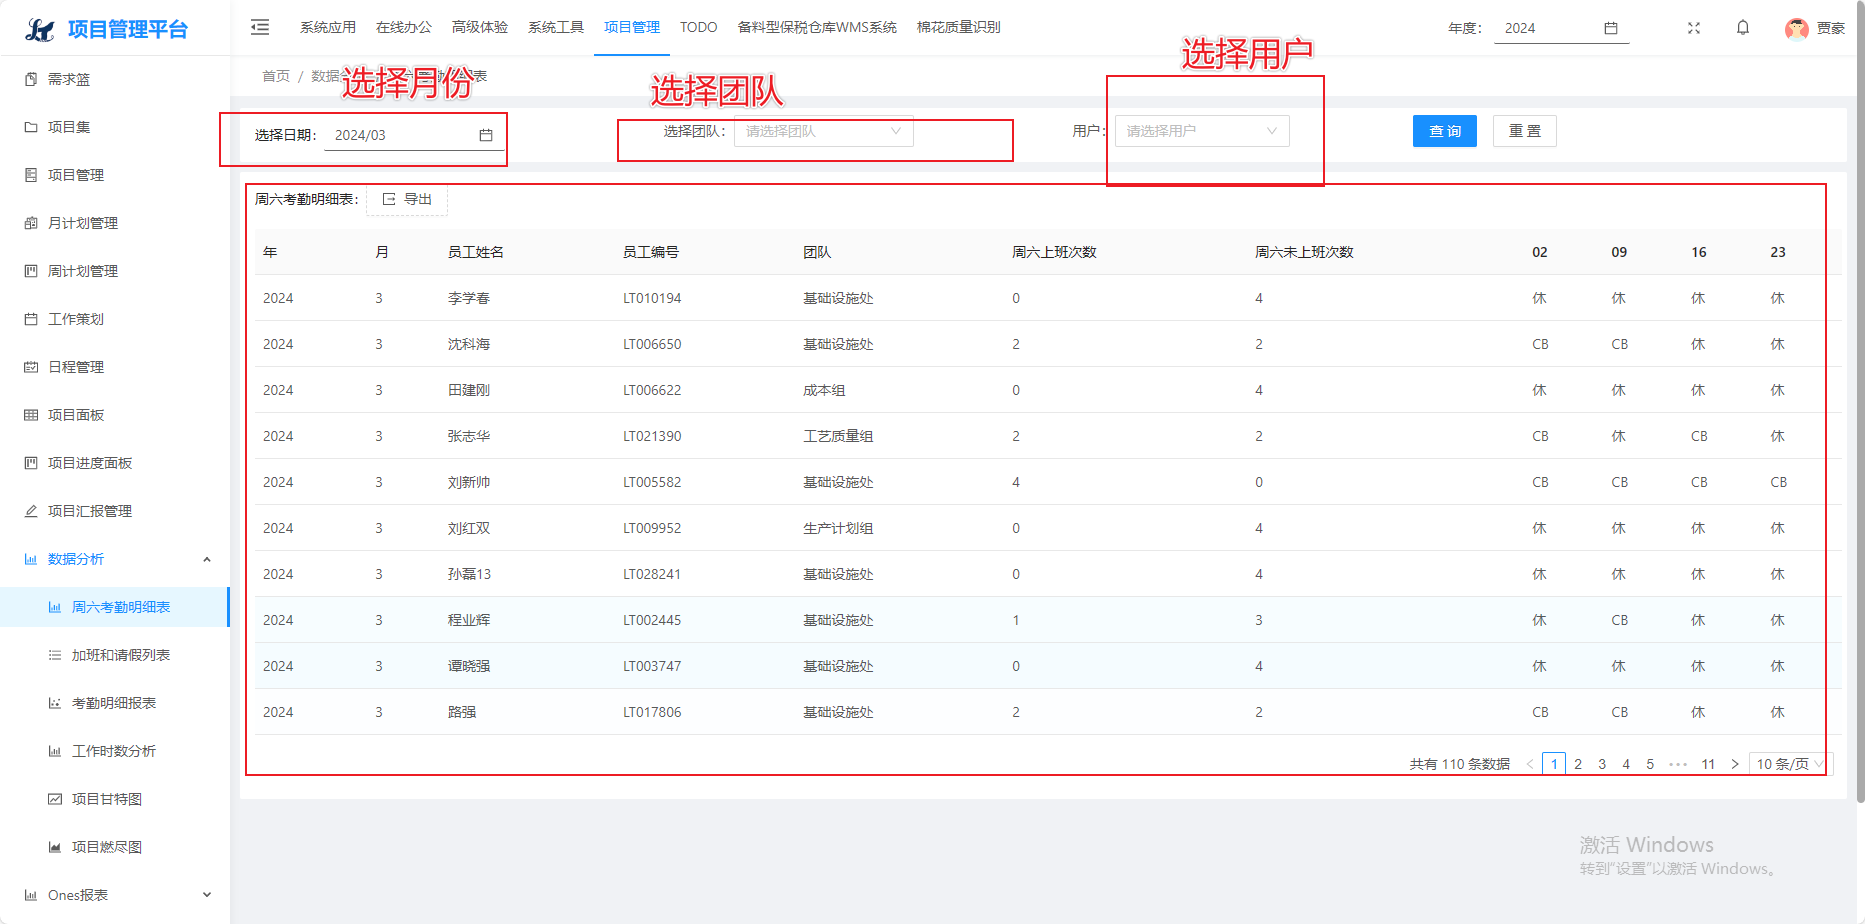 项目管理平台
系统应用 在线办公 高级体验 系统工具 项目管理 TODO 备料型保税仓库WMS系统 棉花质量识别 年度： 2024 贾豪
首页 / 数据 勤 表
选择月份 选择团队 选择用户
选择日期： 2024/03 选择团队： 请选择团队 用户： 请选择用户 查 询 重 置
需求篮
项目集
项目管理
月计划管理
周计划管理
工作策划
日程管理
项目面板
项目进度面板
项目汇报管理
数据分析
周六考勤明细表
加班和请假列表
考勤明细报表
工作时数分析
项目甘特图
项目燃尽图
Ones报表
周六考勤明细表： 导出
年 月 员工姓名 员工编号 团队 周六上班次数 周六未上班次数 02 09 16 23
2024 3 李学春 LT010194 基础设施处 0 4 休 休 休 休
2024 3 沈科海 LT006650 基础设施处 2 2 CB CB 休 休
2024 3 田建刚 LT006622 成本组 0 4 休 休 休 休
2024 3 张志华 LT021390 工艺质量组 2 2 CB 休 CB 休
2024 3 刘新帅 LT005582 基础设施处 4 0 CB CB CB CB
2024 3 刘红双 LT009952 生产计划组 0 4 休 休 休 休
2024 3 孙磊13 LT028241 基础设施处 0 4 休 休 休 休
2024 3 程业辉 LT002445 基础设施处 1 3 休 CB 休 休
2024 3 谭晓强 LT003747 基础设施处 0 4 休 休 休 休
2024 3 路强 LT017806 基础设施处 2 2 CB CB 休 休
共有 110 条数据 < 1 2 3 4 5 ••• 11 > 10 条/页
激活 Windows
转到"设置"以激活 Windows。